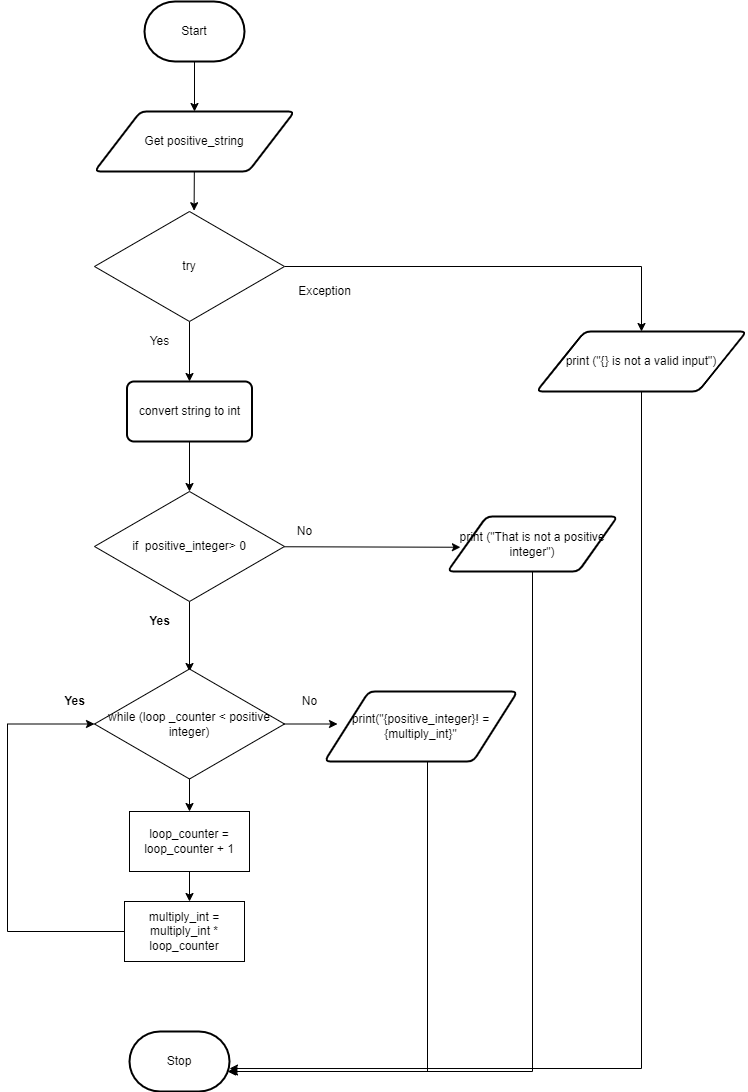 Start
Get positive_string
try
Exception
Yes
print ("{} is not a valid input")
convert string to int
if  positive_integer> 0
No
print ("That is not a positive
integer")
Yes
Yes
while (loop _counter < positive
integer)
No
print("{positive_integer}! =
{multiply_int}"
loop_counter =
loop_counter + 1
multiply_int =
multiply_int *
loop_counter
Stop